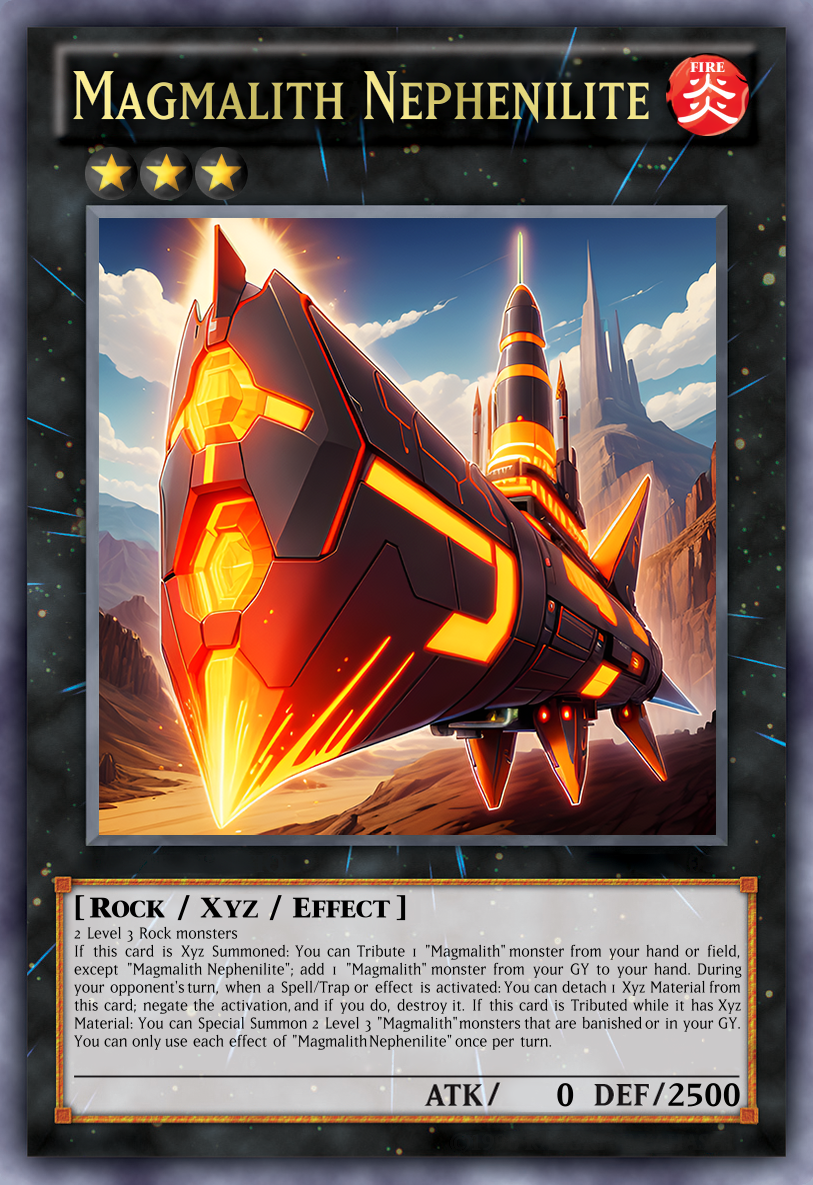 Magmalith Nephenilite
FIRE
炎
[ Rock / Xyz / Effect ]
2 Level 3 Rock monsters
If this card is Xyz Summoned: You can Tribute 1 "Magmalith" monster from your hand or field,
except "Magmalith Nephenilite"; add 1 "Magmalith" monster from your GY to your hand. During
your opponent's turn, when a Spell/Trap or effect is activated: You can detach 1 Xyz Material from
this card; negate the activation, and if you do, destroy it. If this card is Tributed while it has Xyz
Material: You can Special Summon 2 Level 3 "Magmalith" monsters that are banished or in your GY.
You can only use each effect of "Magmalith Nephenilite" once per turn.
ATK/ 0 DEF/2500